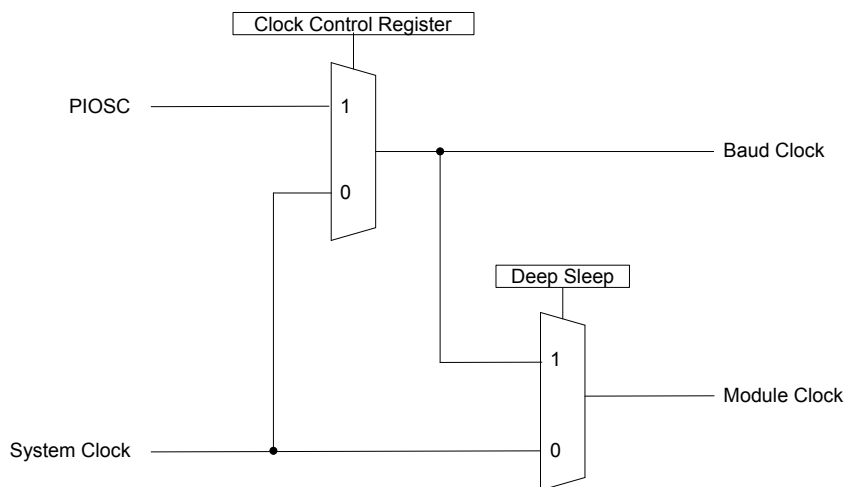 Clock Control Register
PIOSC
1
Baud Clock
0
Deep Sleep
1
Module Clock
System Clock
0